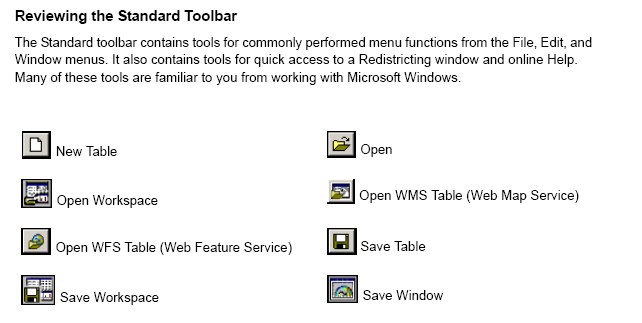 Reviewing the Standard Toolbar
The Standard toolbar contains tools for commonly performed menu functions from the File, Edit, and
Window menus. It also contains tools for quick access to a Redistricting window and online Help.
Many of these tools are familiar to you from working with Microsoft Windows.
New Table
Open
Open Workspace
Open WMS Table (Web Map Service)
Open WFS Table (Web Feature Service)
Save Table
Save Workspace
Save Window